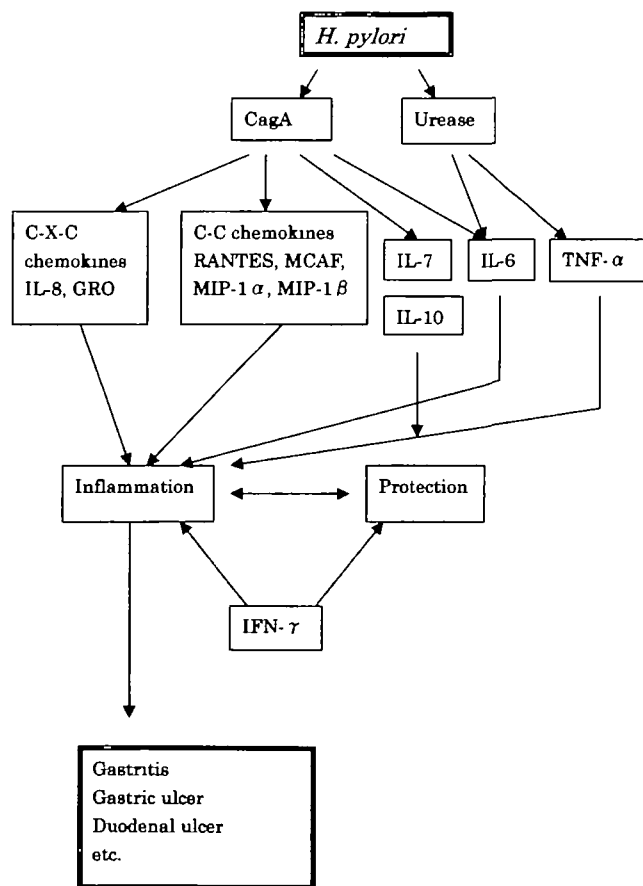 H. pylori
CagA
Urease
C-X-C
chemokines
IL-8, GRO
C-C chemokines
RANTES, MCAF,
MIP-1 α, MIP-1 β
IL-7
IL-6
TNF- α
IL-10
Inflammation
Protection
IFN- γ
Gastritis
Gastric ulcer
Duodenal ulcer
etc.